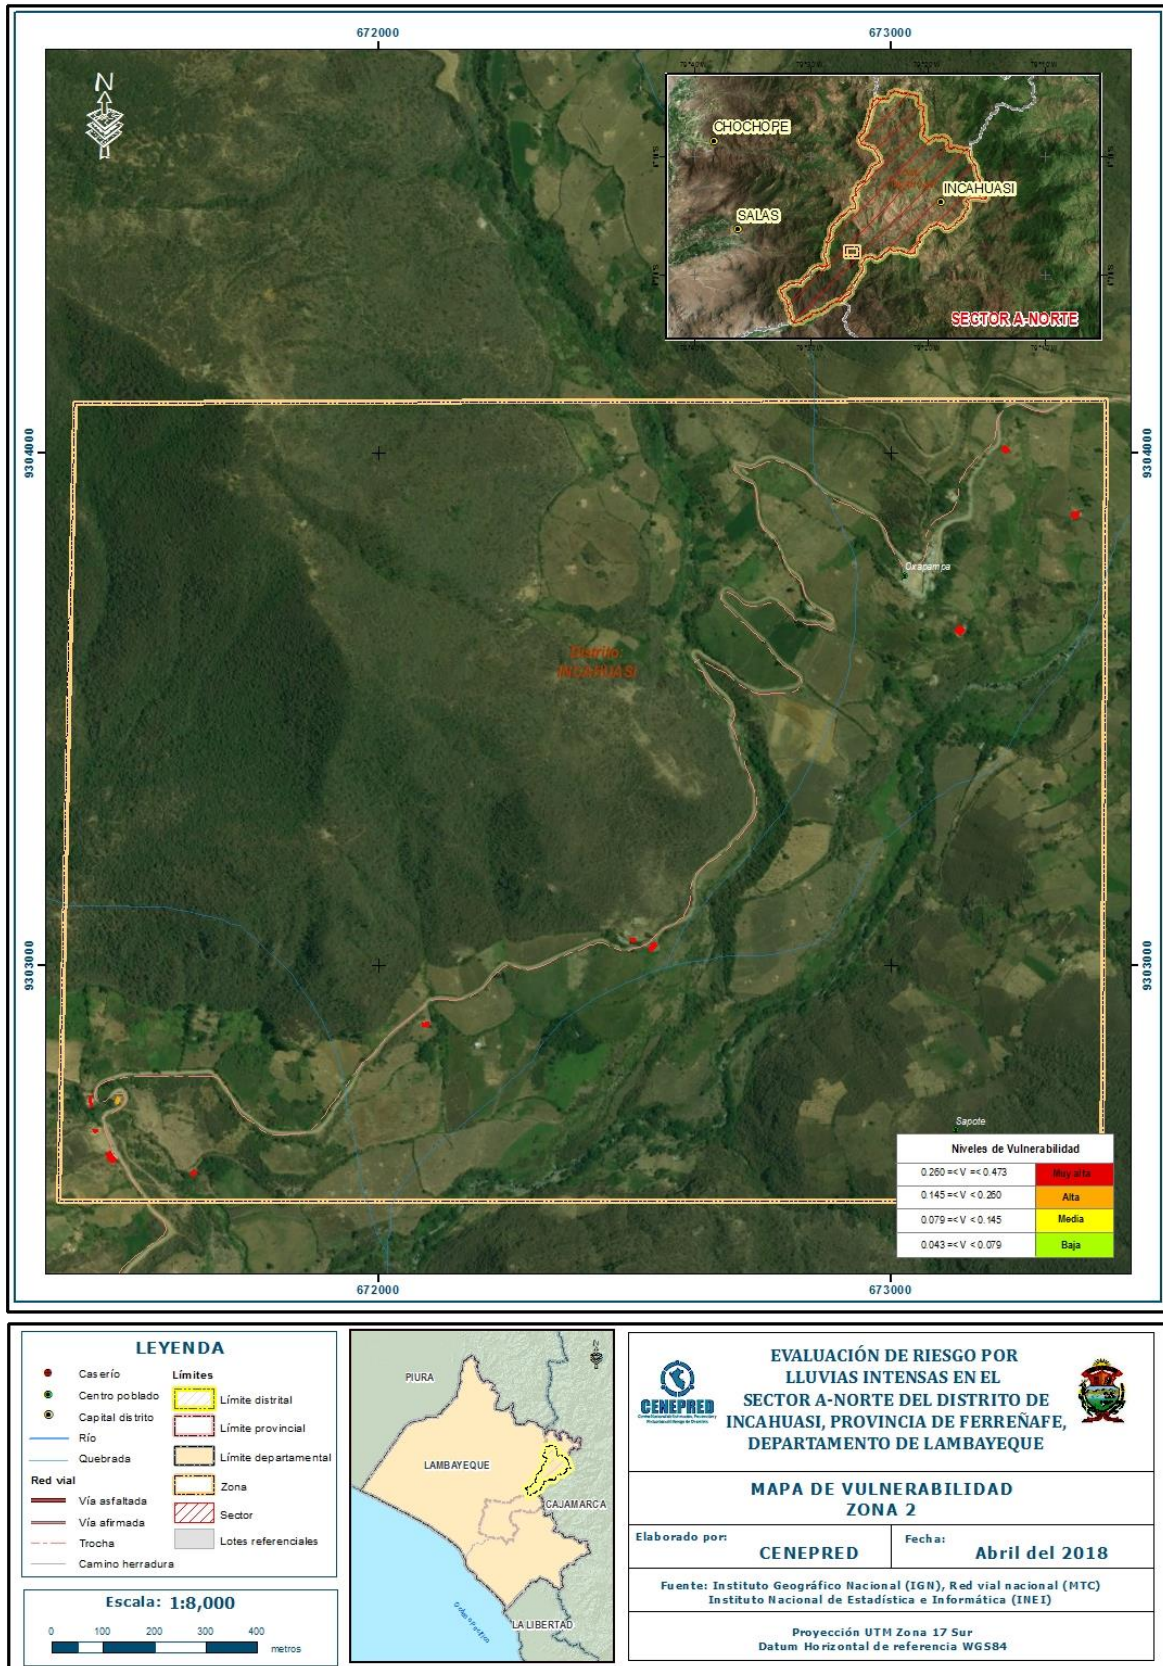 672000
673000
N
CHOCHOPE
INCAHUASI
SALAS
SECTOR A-NORTE
9304000
9304000
Oxapampa
Distrito
INCAHUASI
9303000
9303000
Sapote
Niveles de Vulnerabilidad
0.260 =< V =< 0.473 Muy alta
0.145 =< V < 0.260 Alta
0.079 =< V < 0.145 Media
0.043 =< V < 0.079 Baja
672000
673000
LEYENDA
Caserío
Centro poblado
Capital distrito
Río
Quebrada
Red vial
Vía asfaltada
Vía afirmada
Trocha
Camino herradura
Límites
Límite distrital
Límite provincial
Límite departamental
Zona
Sector
Lotes referenciales
Escala: 1:8,000
0 100 200 300 400
metros
PIURA
LAMBAYEQUE
CAJAMARCA
LA LIBERTAD
CENEPRED
EVALUACIÓN DE RIESGO POR
LLUVIAS INTENSAS EN EL
SECTOR A-NORTE DEL DISTRITO DE
INCAHUASI, PROVINCIA DE FERREÑAFE,
DEPARTAMENTO DE LAMBAYEQUE
MAPA DE VULNERABILIDAD
ZONA 2
Elaborado por:
CENEPRED
Fecha:
Abril del 2018
Fuente: Instituto Geográfico Nacional (IGN), Red vial nacional (MTC)
Instituto Nacional de Estadística e Informática (INEI)
Proyección UTM Zona 17 Sur
Datum Horizontal de referencia WGS84